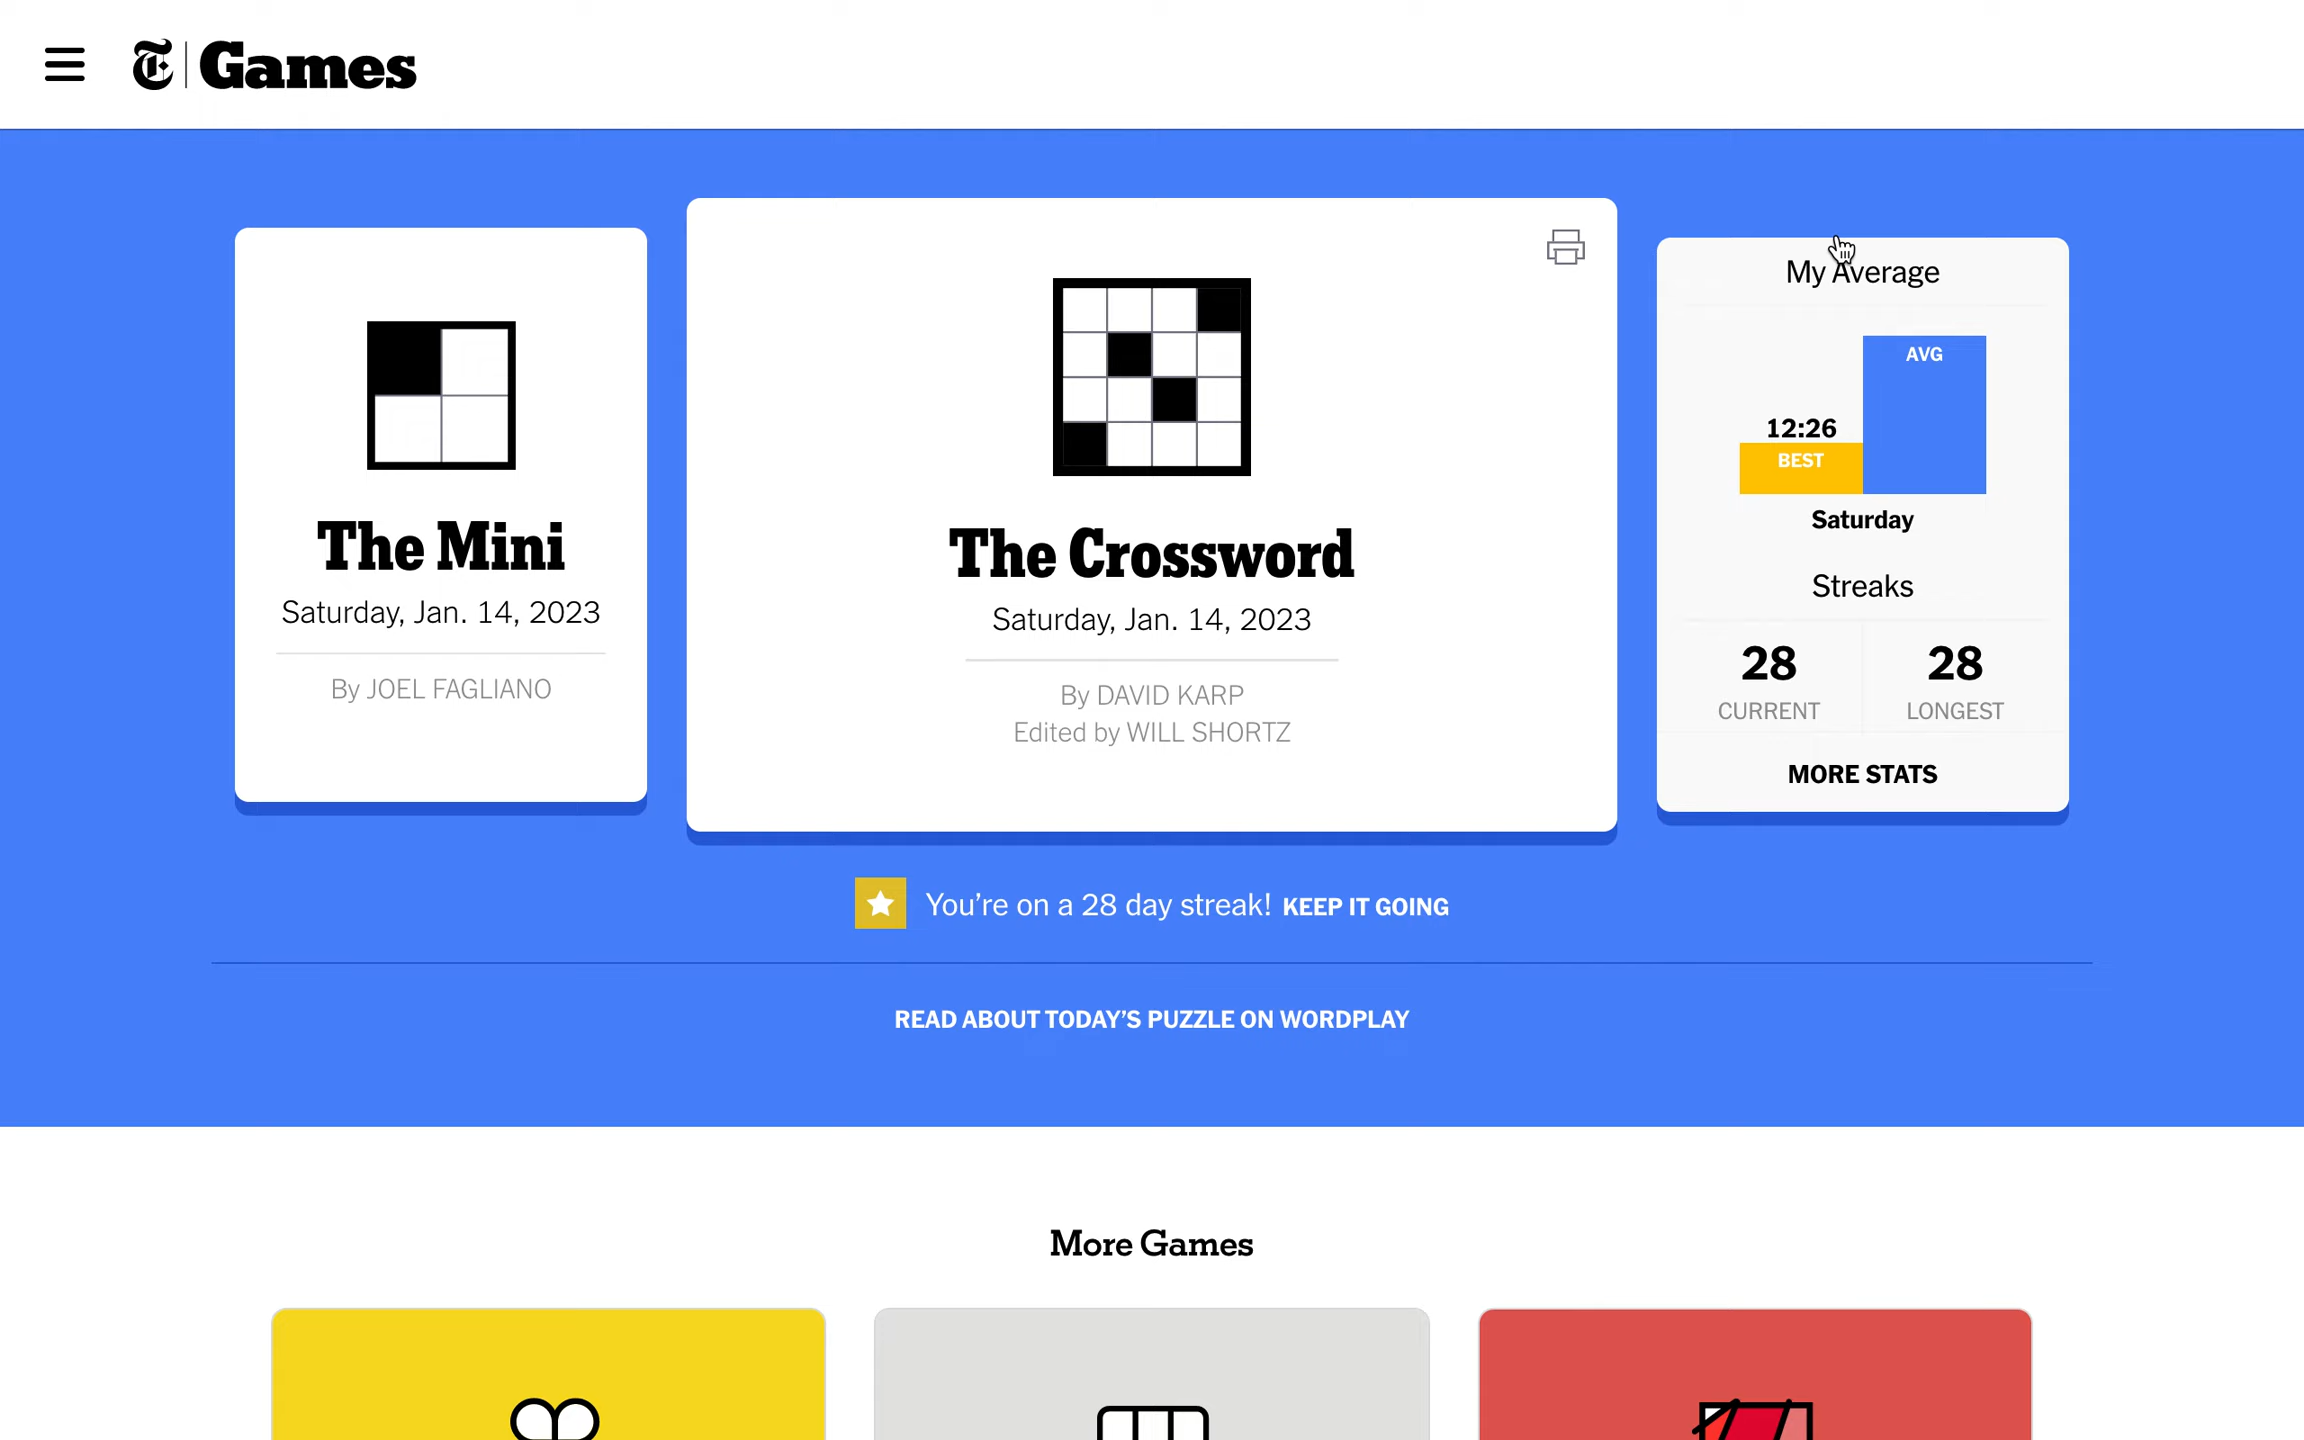 T Games
The Mini
Saturday, Jan. 14, 2023
By JOEL FAGLIANO
The Crossword
Saturday, Jan. 14, 2023
By DAVID KARP
Edited by WILL SHORTZ
My Average
AVG
12:26
BEST
Saturday
Streaks
28 28
CURRENT LONGEST
MORE STATS
You’re on a 28 day streak! KEEP IT GOING
READ ABOUT TODAY’S PUZZLE ON WORDPLAY
More Games